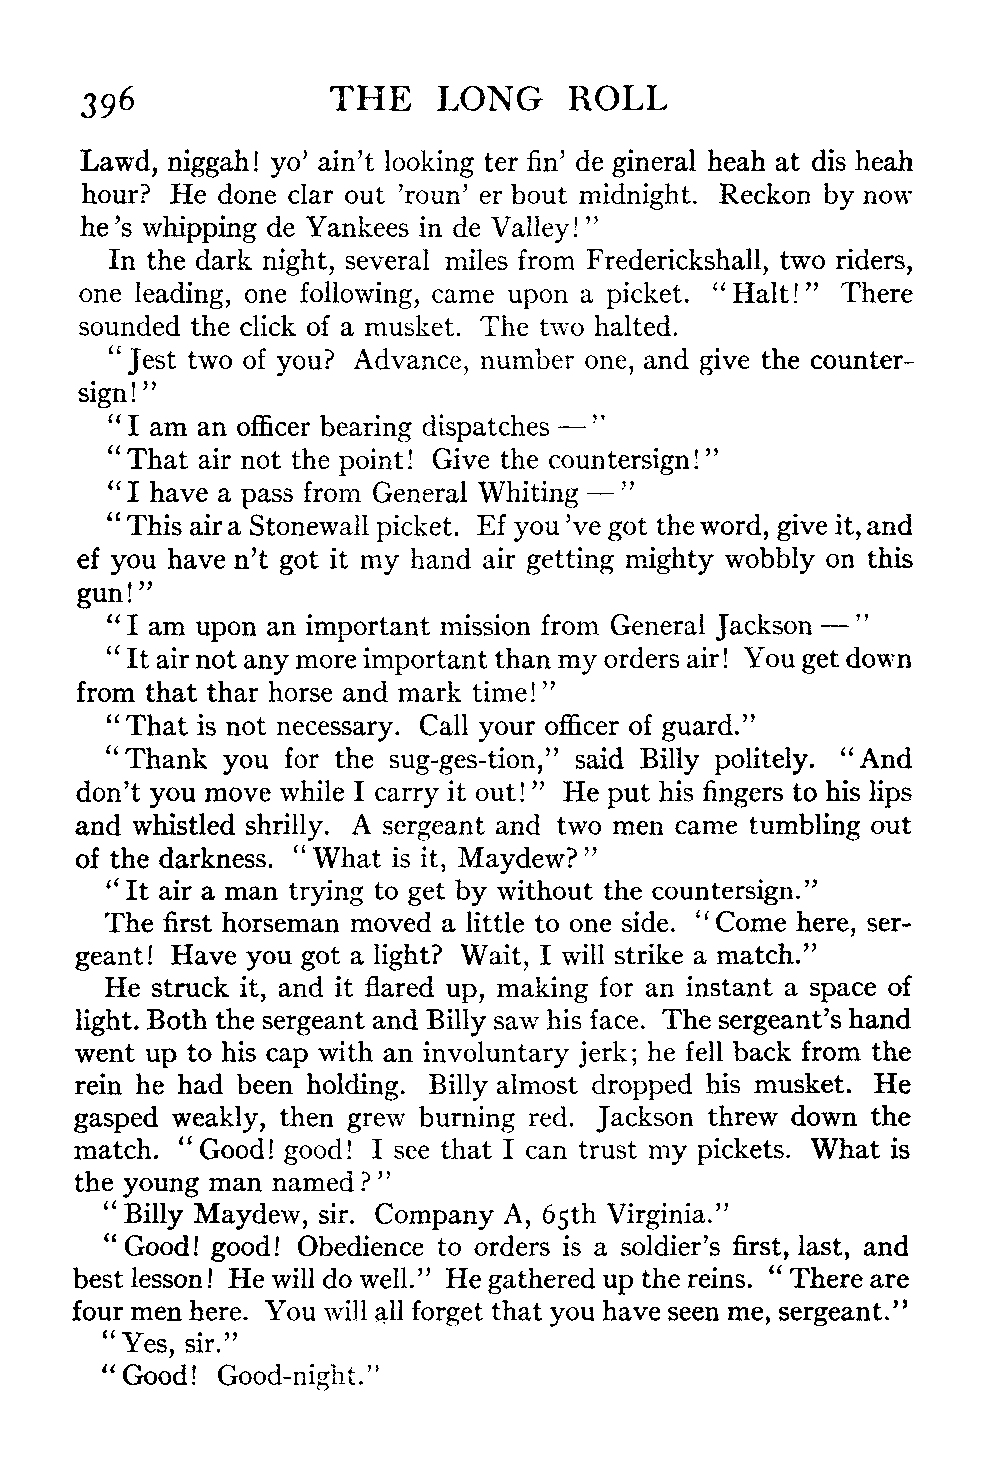 396 THE LONG ROLL
Lawd, niggah! yo' ain't looking ter fin' de gineral heah at dis heah
hour? He done clar out 'roun' er bout midnight. Reckon by now
he's whipping de Yankees in de Valley!"
In the dark night, several miles from Frederickshall, two riders,
one leading, one following, came upon a picket. "Halt!" There
sounded the click of a musket. The two halted.
"Jest two of you? Advance, number one, and give the counter-
sign!"
"I am an officer bearing dispatches —"
"That air not the point! Give the countersign!"
"I have a pass from General Whiting —"
"This air a Stonewall picket. Ef you 've got the word, give it, and
ef you have n't got it my hand air getting mighty wobbly on this
gun!"
"I am upon an important mission from General Jackson —"
"It air not any more important than my orders air! You get down
from that thar horse and mark time!"
"That is not necessary. Call your officer of guard."
"Thank you for the sug-ges-tion," said Billy politely. "And
don't you move while I carry it out!" He put his fingers to his lips
and whistled shrilly. A sergeant and two men came tumbling out
of the darkness. "What is it, Maydew?"
"It air a man trying to get by without the countersign."
The first horseman moved a little to one side. "Come here, ser-
geant! Have you got a light? Wait, I will strike a match."
He struck it, and it flared up, making for an instant a space of
light. Both the sergeant and Billy saw his face. The sergeant's hand
went up to his cap with an involuntary jerk; he fell back from the
rein he had been holding. Billy almost dropped his musket. He
gasped weakly, then grew burning red. Jackson threw down the
match. "Good! good! I see that I can trust my pickets. What is
the young man named?"
"Billy Maydew, sir. Company A, 65th Virginia."
"Good! good! Obedience to orders is a soldier's first, last, and
best lesson! He will do well." He gathered up the reins. "There are
four men here. You will all forget that you have seen me, sergeant."
"Yes, sir."
"Good! Good-night."